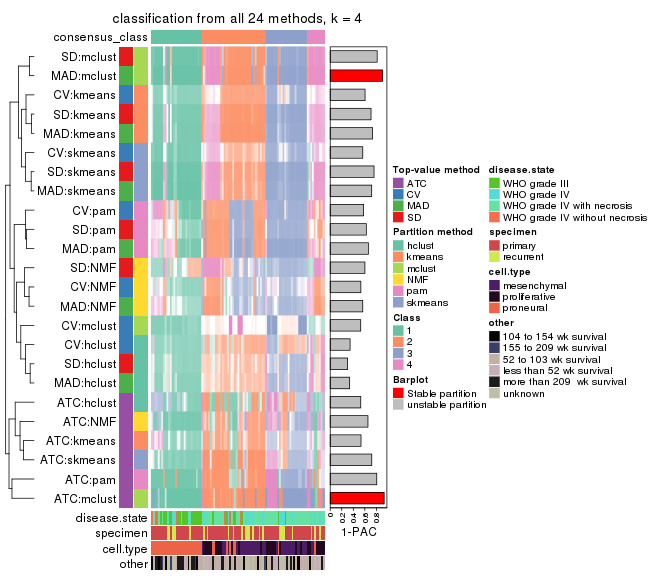 classification from all 24 methods, k = 4
consensus_class
SD:mclust
MAD:mclust
CV:kmeans
SD:kmeans
MAD:kmeans
CV:skmeans
SD:skmeans
MAD:skmeans
CV:pam
SD:pam
MAD:pam
SD:NMF
CV:NMF
MAD:NMF
CV:mclust
CV:hclust
SD:hclust
MAD:hclust
ATC:hclust
ATC:NMF
ATC:kmeans
ATC:skmeans
ATC:pam
ATC:mclust
disease.state
specimen
cell.type
other
0
0.2
0.4
0.6
0.8
1-PAC
Top-value method
ATC
CV
MAD
SD
Partition method
hclust
kmeans
mclust
NMF
pam
skmeans
Class
1
2
3
4
Barplot
Stable partition
unstable partition
disease.state
WHO grade III
WHO grade IV
WHO grade IV with necrosis
WHO grade IV without necrosis
specimen
primary
recurrent
cell.type
mesenchymal
proliferative
proneural
other
104 to 154 wk survival
155 to 209 wk survival
52 to 103 wk survival
less than 52 wk survival
more than 209  wk survival
unknown